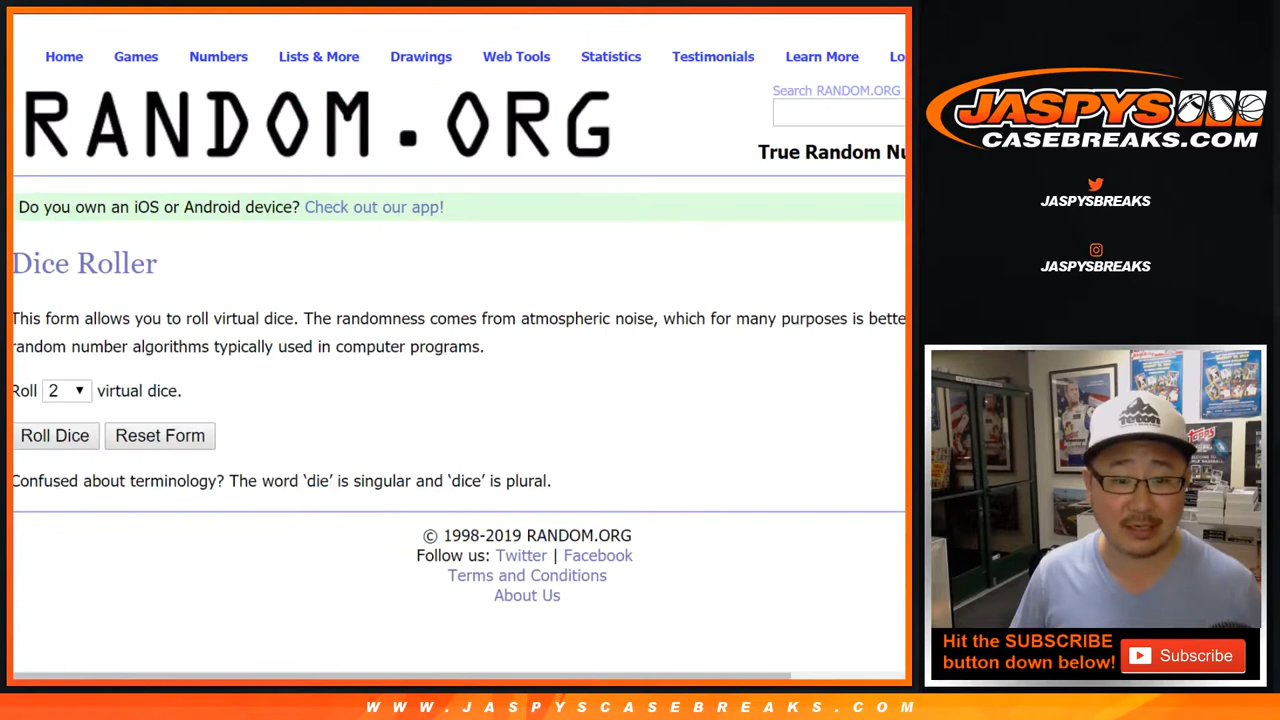 Home Games Numbers Lists & More Drawings Web Tools Statistics Testimonials Learn More Lo
RANDOM.ORG
Search RANDOM.ORG
True Random Nu
Do you own an iOS or Android device? Check out our app!
Dice Roller
This form allows you to roll virtual dice. The randomness comes from atmospheric noise, which for many purposes is bette
random number algorithms typically used in computer programs.
Roll 2 virtual dice.
Roll Dice Reset Form
Confused about terminology? The word ‘die’ is singular and ‘dice’ is plural.
© 1998-2019 RANDOM.ORG
Follow us: Twitter | Facebook
Terms and Conditions
About Us
JASPYS
CASEBREAKS.COM
JASPYSBREAKS
JASPYSBREAKS
Teton
TOPPS
Hit the SUBSCRIBE
button down below!
Subscribe
WWW.JASPYSCASEBREAKS.COM